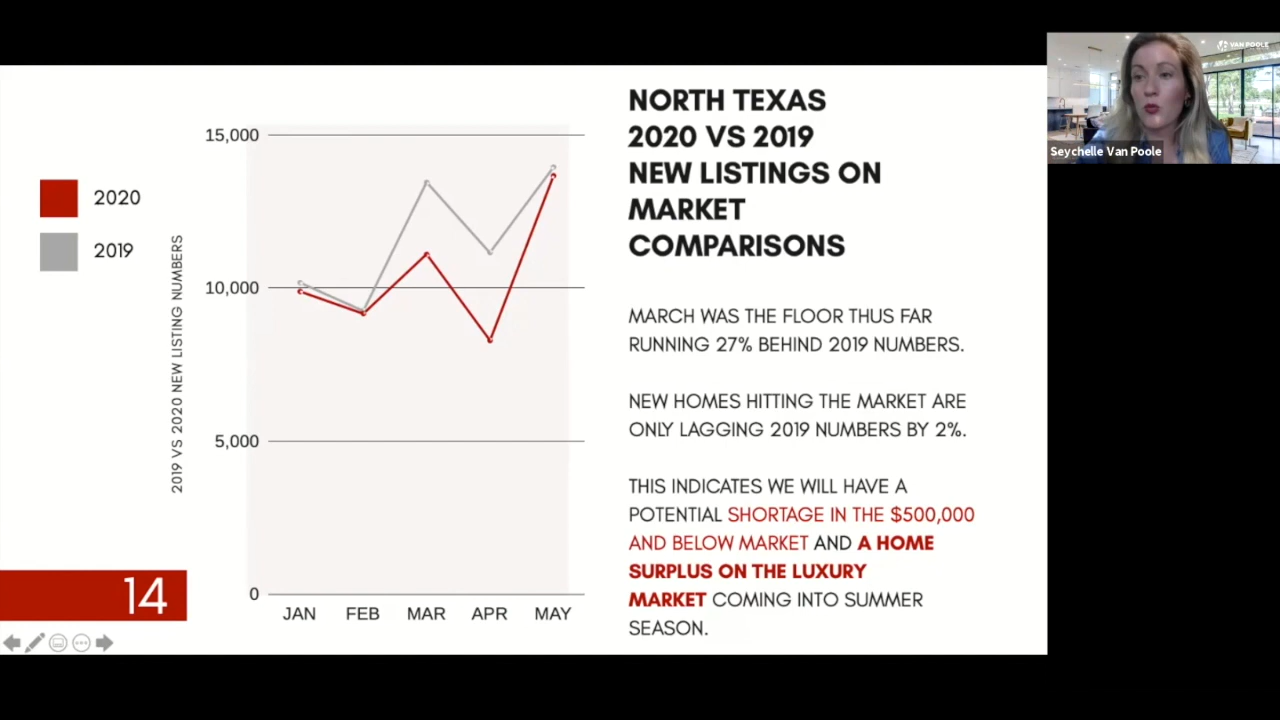 VAN POOLE
Seychelle Van Poole
NORTH TEXAS
2020 VS 2019
NEW LISTINGS ON
MARKET
COMPARISONS
2020
2019
2019 VS 2020 NEW LISTING NUMBERS
15,000
10,000
5,000
0
JAN FEB MAR APR MAY
MARCH WAS THE FLOOR THUS FAR
RUNNING 27% BEHIND 2019 NUMBERS.
NEW HOMES HITTING THE MARKET ARE
ONLY LAGGING 2019 NUMBERS BY 2%.
THIS INDICATES WE WILL HAVE A
POTENTIAL SHORTAGE IN THE $500,000
AND BELOW MARKET AND A HOME
SURPLUS ON THE LUXURY
MARKET COMING INTO SUMMER
SEASON.
14